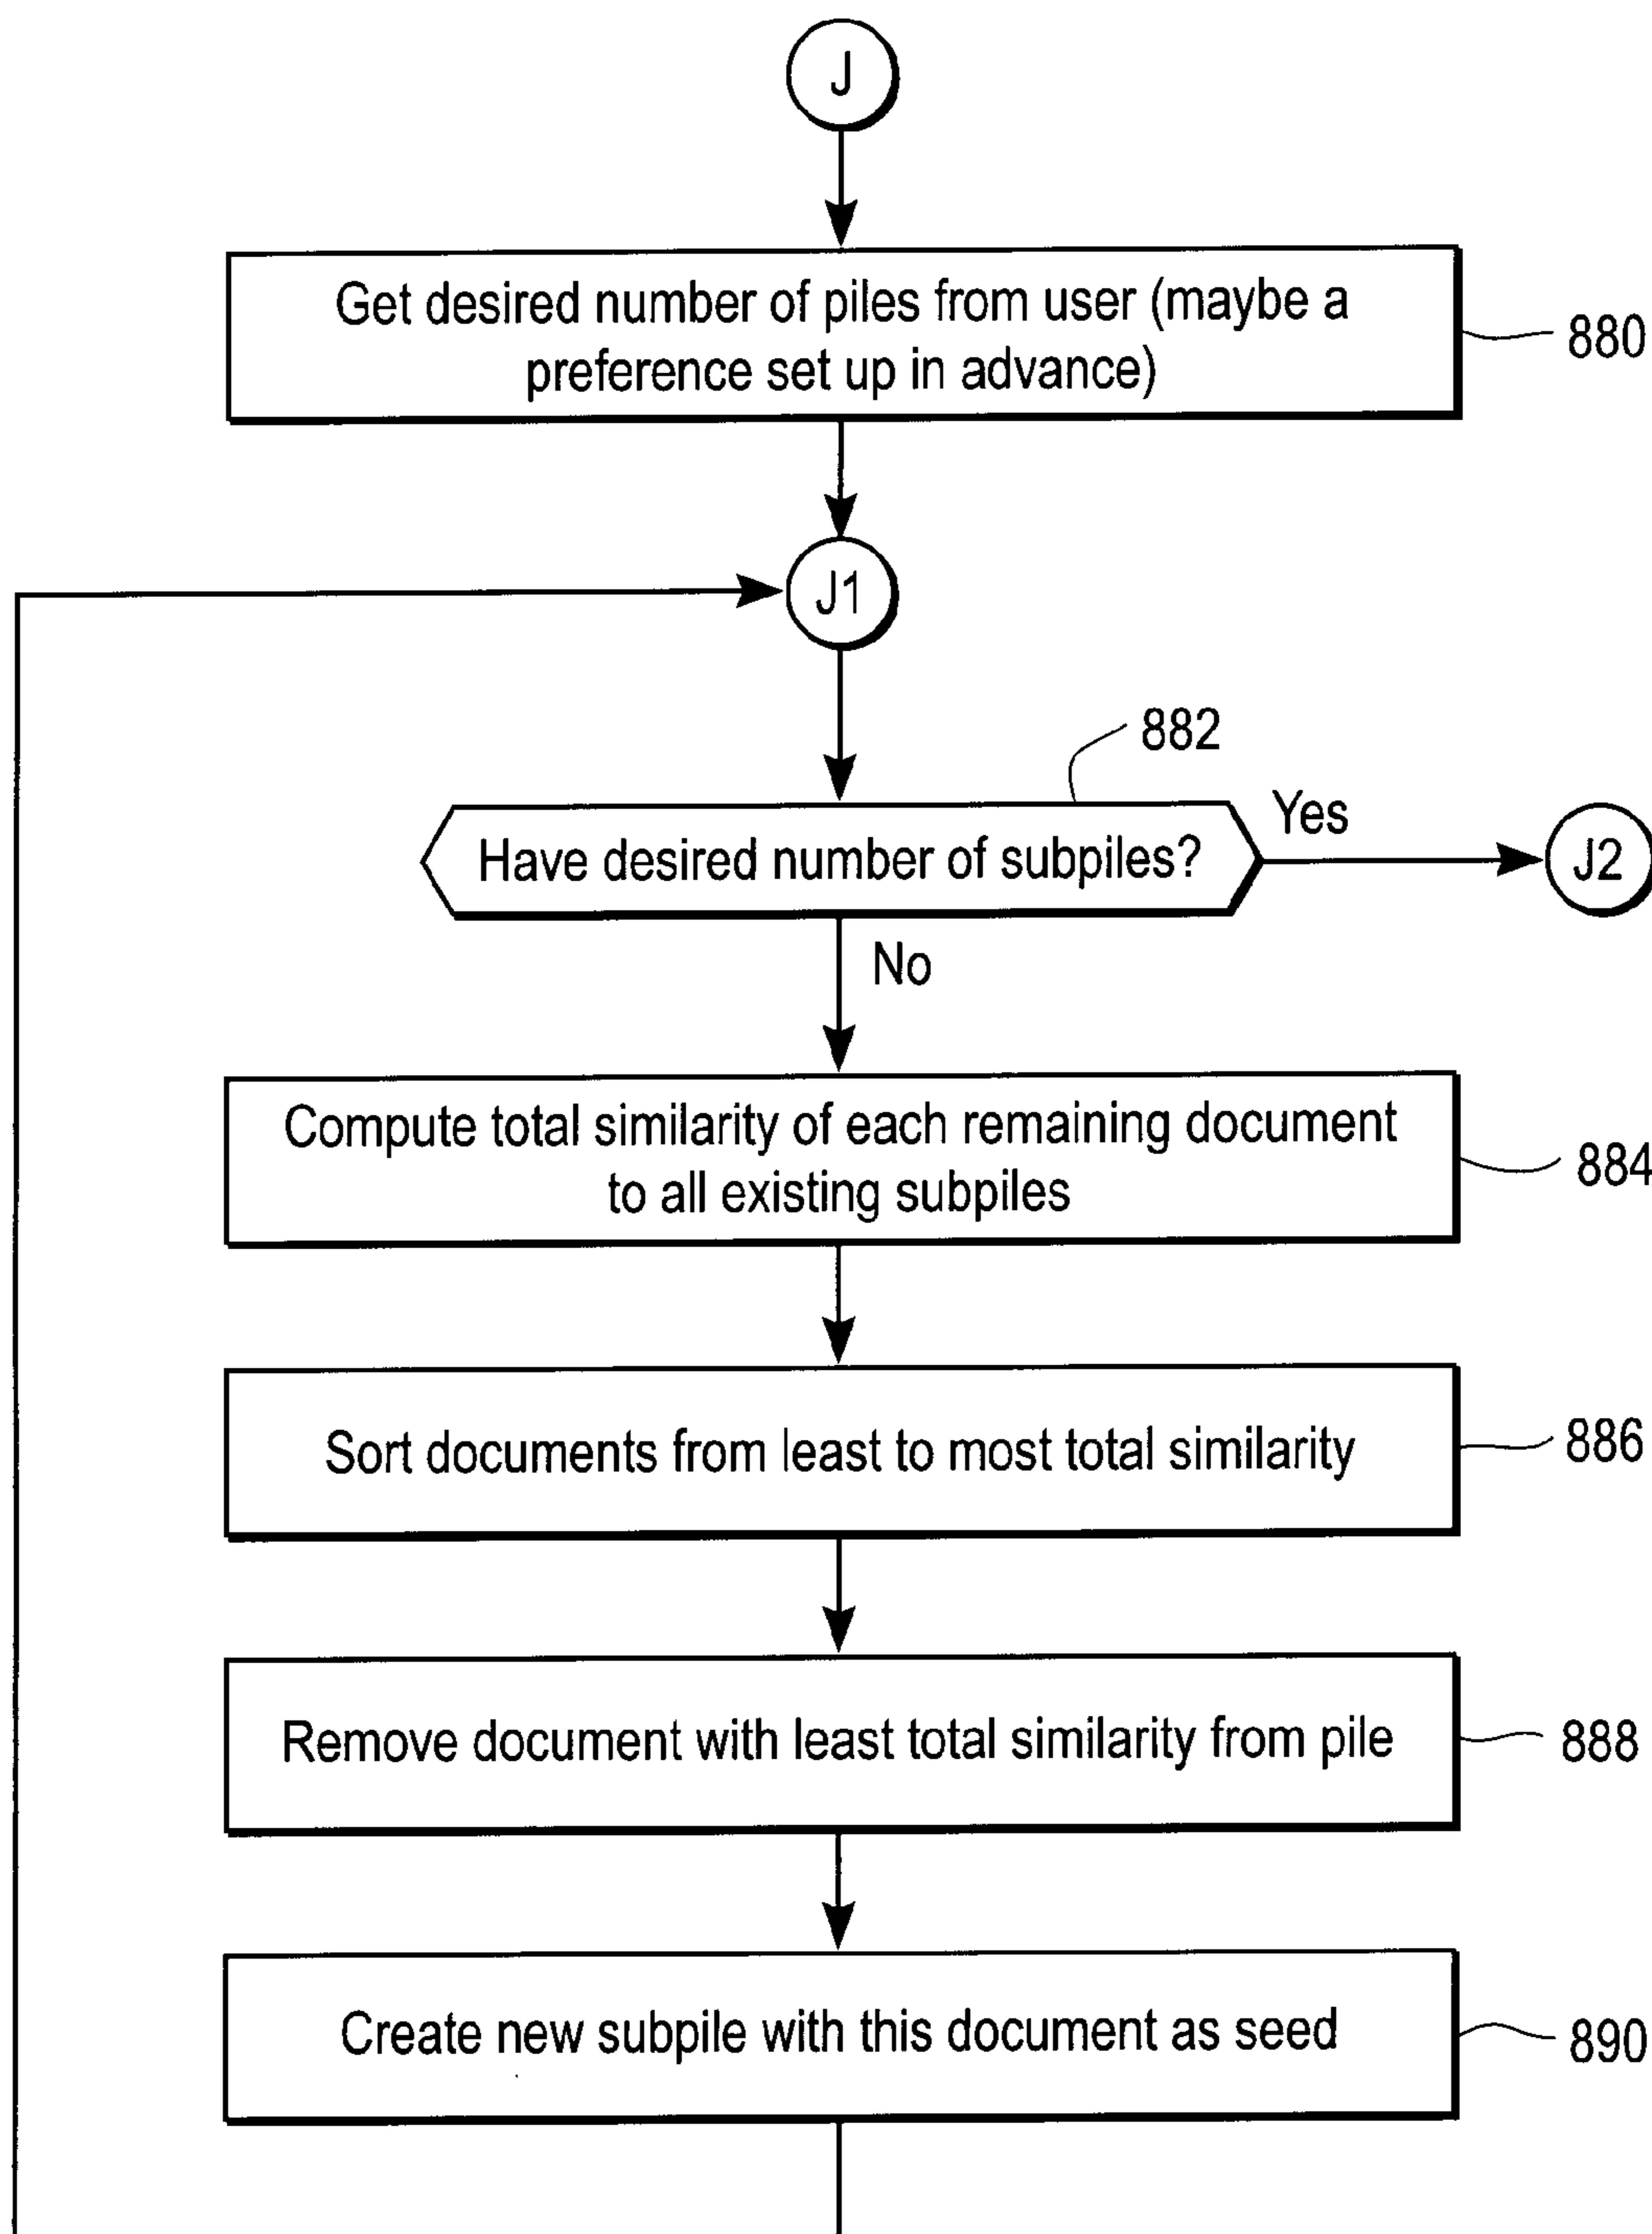 J
Get desired number of piles from user (maybe a
preference set up in advance)
880
J1
882
Have desired number of subpiles?
Yes
J2
No
Compute total similarity of each remaining document
to all existing subpiles
884
Sort documents from least to most total similarity
886
Remove document with least total similarity from pile
888
Create new subpile with this document as seed
890